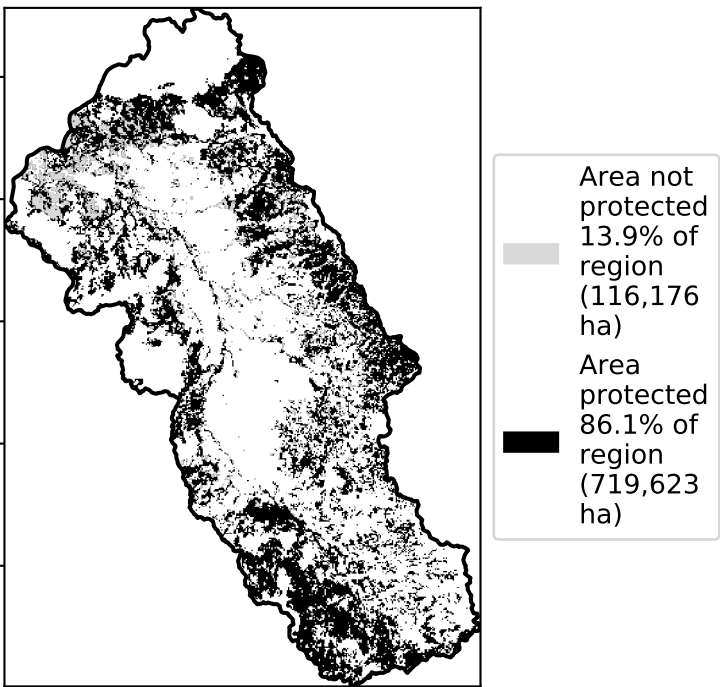 Area not
protected
13.9% of
region
(116,176
ha)
Area
protected
86.1% of
region
(719,623
ha)